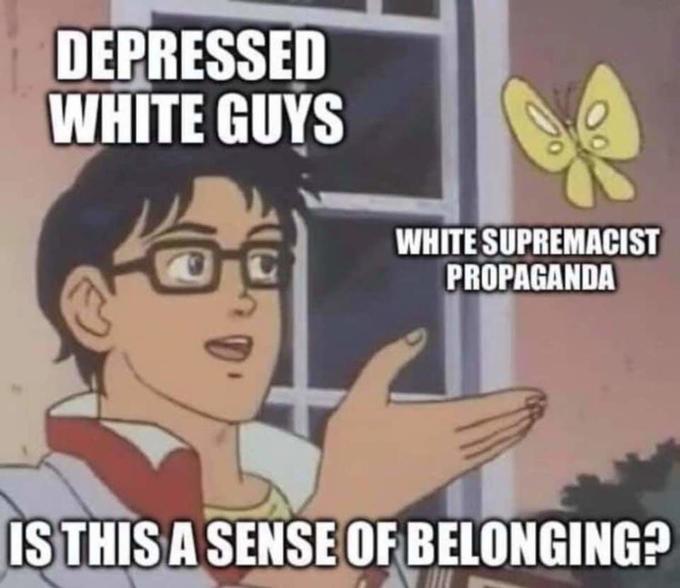 DEPRESSED
WHITE GUYS
WHITE SUPREMACIST
PROPAGANDA
IS THIS A SENSE OF BELONGING?